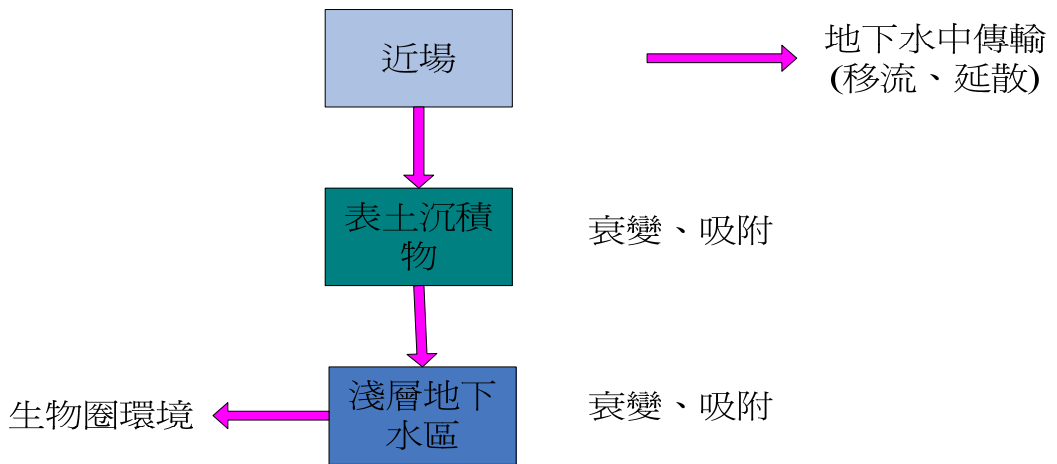 近場
地下水中傳輸
(移流、延散)
表土沉積
物
衰變、吸附
淺層地下
水區
衰變、吸附
生物圈環境